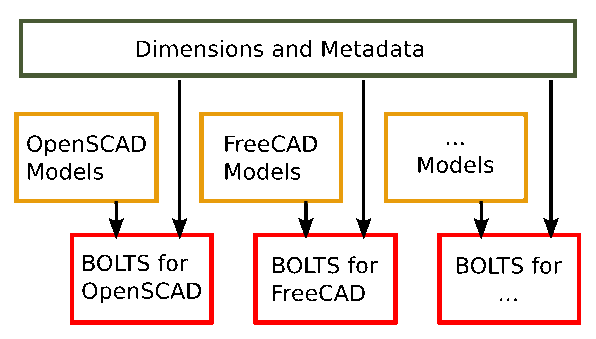 Dimensions and Metadata
OpenSCAD
Models
FreeCAD
Models
...
Models
BOLTS for
OpenSCAD
BOLTS for
FreeCAD
BOLTS for
...